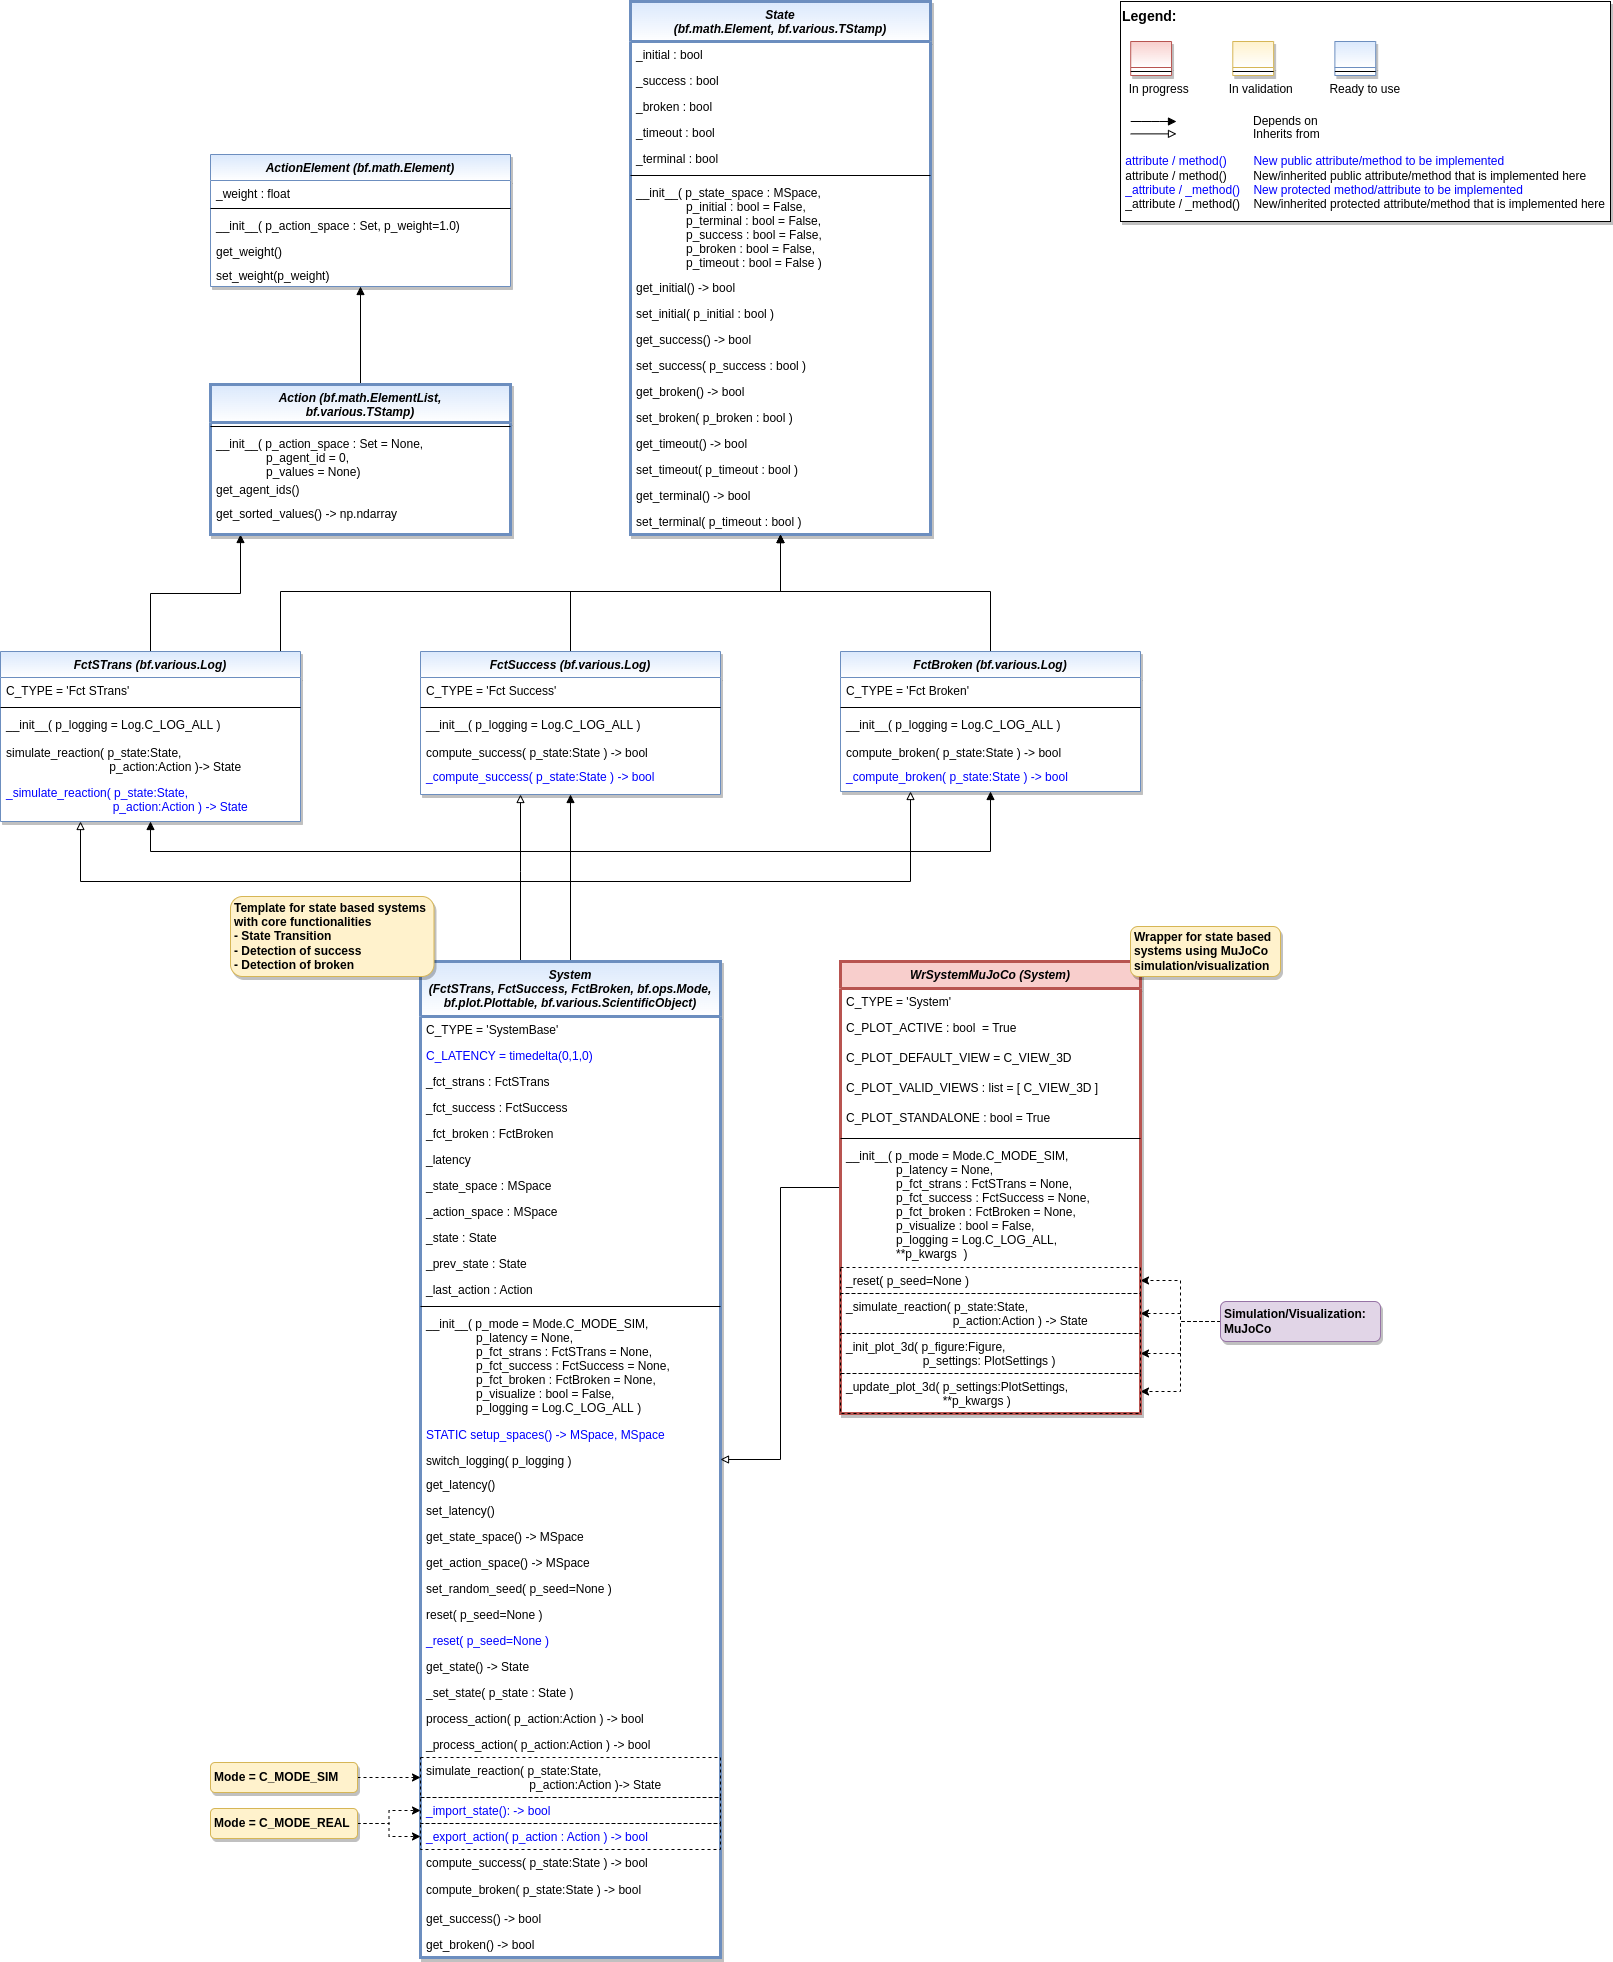 State
(bf.math.Element, bf.various.TStamp)
_initial : bool
_success : bool
_broken : bool
_timeout : bool
_terminal : bool
__init__( p_state_space : MSpace,
p_initial : bool = False,
p_terminal : bool = False,
p_success : bool = False,
p_broken : bool = False,
p_timeout : bool = False )
get_initial() -> bool
set_initial( p_initial : bool )
get_success() -> bool
set_success( p_success : bool )
get_broken() -> bool
set_broken( p_broken : bool )
get_timeout() -> bool
set_timeout( p_timeout : bool )
get_terminal() -> bool
set_terminal( p_timeout : bool )
Legend:
In progress
In validation
Ready to use
Depends on
Inherits from
attribute / method() New public attribute/method to be implemented
attribute / method() New/inherited public attribute/method that is implemented here
_attribute / _method() New protected method/attribute to be implemented
_attribute / _method() New/inherited protected attribute/method that is implemented here
ActionElement (bf.math.Element)
_weight : float
__init__( p_action_space : Set, p_weight=1.0)
get_weight()
set_weight(p_weight)
Action (bf.math.ElementList,
bf.various.TStamp)
__init__( p_action_space : Set = None,
p_agent_id = 0,
p_values = None)
get_agent_ids()
get_sorted_values() -> np.ndarray
FctSTrans (bf.various.Log)
C_TYPE = 'Fct STrans'
__init__( p_logging = Log.C_LOG_ALL )
simulate_reaction( p_state:State,
p_action:Action )-> State
_simulate_reaction( p_state:State,
p_action:Action ) -> State
FctSuccess (bf.various.Log)
C_TYPE = 'Fct Success'
__init__( p_logging = Log.C_LOG_ALL )
compute_success( p_state:State ) -> bool
_compute_success( p_state:State ) -> bool
FctBroken (bf.various.Log)
C_TYPE = 'Fct Broken'
__init__( p_logging = Log.C_LOG_ALL )
compute_broken( p_state:State ) -> bool
_compute_broken( p_state:State ) -> bool
Template for state based systems
with core functionalities
- State Transition
- Detection of success
- Detection of broken
System
(FctSTrans, FctSuccess, FctBroken, bf.ops.Mode,
bf.plot.Plottable, bf.various.ScientificObject)
C_TYPE = 'SystemBase'
C_LATENCY = timedelta(0,1,0)
_fct_strans : FctSTrans
_fct_success : FctSuccess
_fct_broken : FctBroken
_latency
_state_space : MSpace
_action_space : MSpace
_state : State
_prev_state : State
_last_action : Action
__init__( p_mode = Mode.C_MODE_SIM,
p_latency = None,
p_fct_strans : FctSTrans = None,
p_fct_success : FctSuccess = None,
p_fct_broken : FctBroken = None,
p_visualize : bool = False,
p_logging = Log.C_LOG_ALL )
STATIC setup_spaces() -> MSpace, MSpace
switch_logging( p_logging )
get_latency()
set_latency()
get_state_space() -> MSpace
get_action_space() -> MSpace
set_random_seed( p_seed=None )
reset( p_seed=None )
_reset( p_seed=None )
get_state() -> State
_set_state( p_state : State )
process_action( p_action:Action ) -> bool
_process_action( p_action:Action ) -> bool
simulate_reaction( p_state:State,
p_action:Action )-> State
_import_state(): -> bool
_export_action( p_action : Action ) -> bool
compute_success( p_state:State ) -> bool
compute_broken( p_state:State ) -> bool
get_success() -> bool
get_broken() -> bool
Mode = C_MODE_SIM
Mode = C_MODE_REAL
Wrapper for state based
systems using MuJoCo
simulation/visualization
WrSystemMuJoCo (System)
C_TYPE = 'System'
C_PLOT_ACTIVE : bool  = True
C_PLOT_DEFAULT_VIEW = C_VIEW_3D
C_PLOT_VALID_VIEWS : list = [ C_VIEW_3D ]
C_PLOT_STANDALONE : bool = True
__init__( p_mode = Mode.C_MODE_SIM,
p_latency = None,
p_fct_strans : FctSTrans = None,
p_fct_success : FctSuccess = None,
p_fct_broken : FctBroken = None,
p_visualize : bool = False,
p_logging = Log.C_LOG_ALL,
**p_kwargs  )
_reset( p_seed=None )
_simulate_reaction( p_state:State,
p_action:Action ) -> State
_init_plot_3d( p_figure:Figure,
p_settings: PlotSettings )
_update_plot_3d( p_settings:PlotSettings,
**p_kwargs )
Simulation/Visualization:
MuJoCo